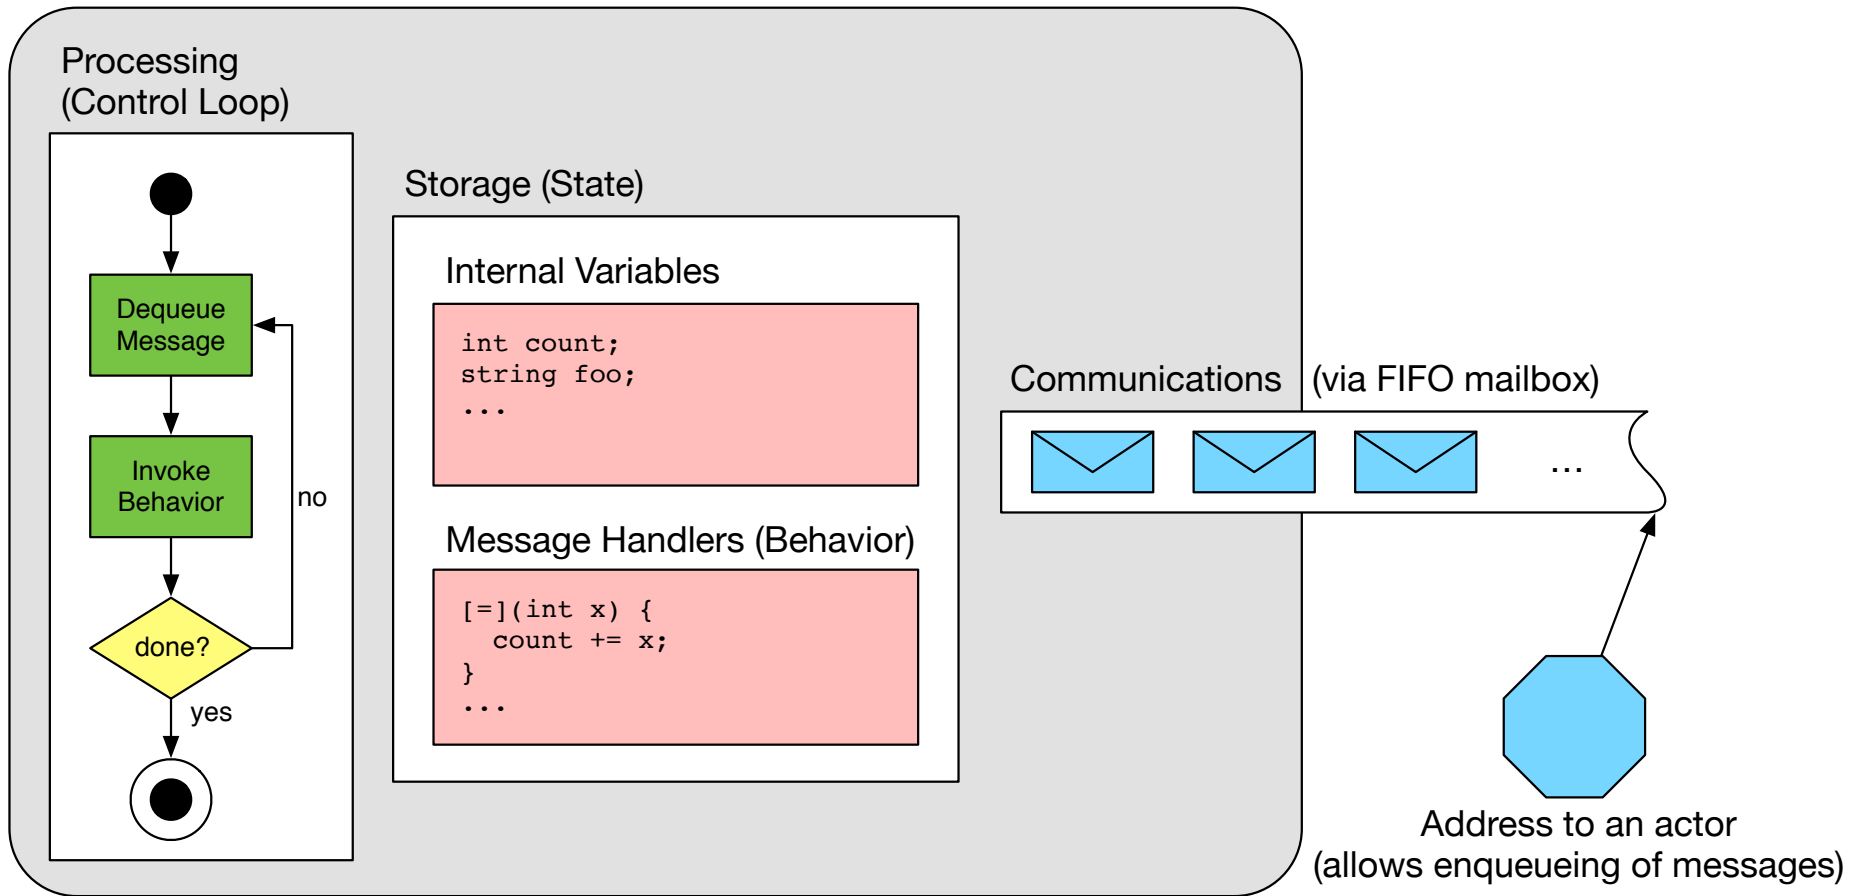 Processing
(Control Loop)
Dequeue
Message
Invoke
Behavior
no
done?
yes
Storage (State)
Internal Variables
int count;
string foo;
...
Message Handlers (Behavior)
[=](int x) {
  count += x;
}
...
Communications (via FIFO mailbox)
...
Address to an actor
(allows enqueueing of messages)